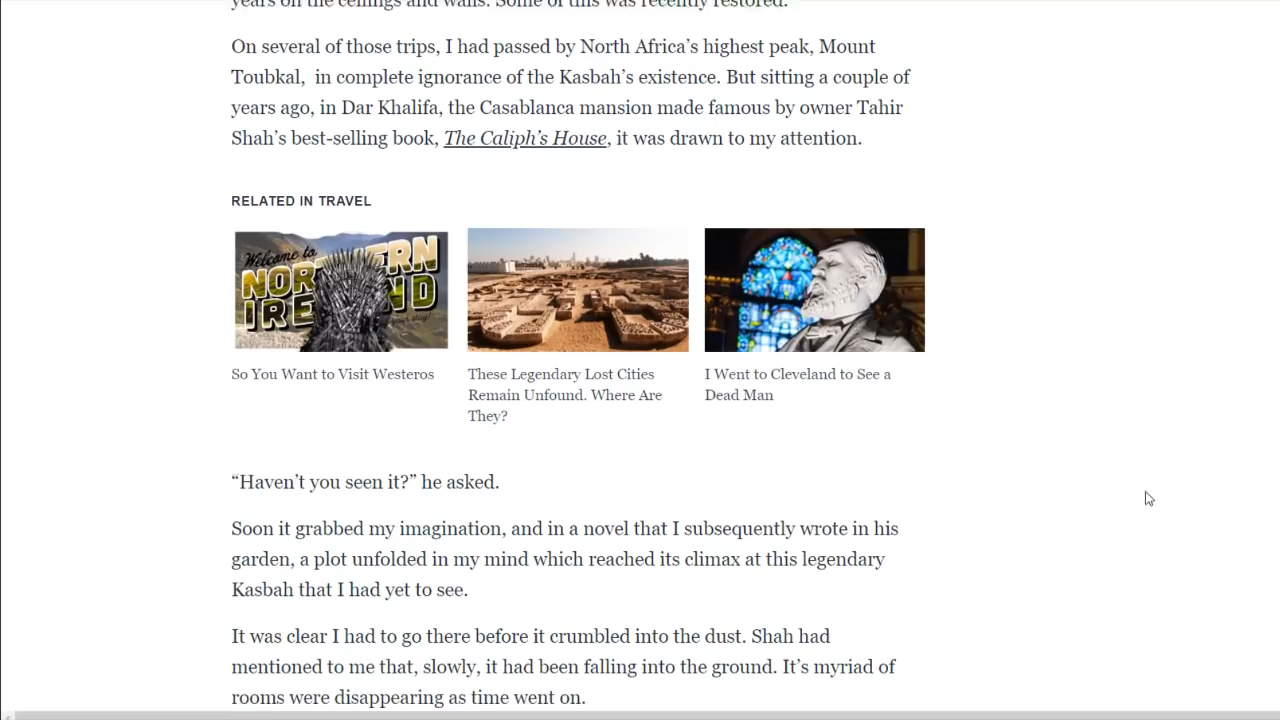 years on the ceilings and walls. Some of this was recently restored.
On several of those trips, I had passed by North Africa’s highest peak, Mount
Toubkal,  in complete ignorance of the Kasbah’s existence. But sitting a couple of
years ago, in Dar Khalifa, the Casablanca mansion made famous by owner Tahir
Shah’s best-selling book, The Caliph’s House, it was drawn to my attention.
RELATED IN TRAVEL
Welcome to
NORTHERN
IRELAND
So You Want to Visit Westeros
These Legendary Lost Cities
Remain Unfound. Where Are
They?
I Went to Cleveland to See a
Dead Man
“Haven’t you seen it?” he asked.
Soon it grabbed my imagination, and in a novel that I subsequently wrote in his
garden, a plot unfolded in my mind which reached its climax at this legendary
Kasbah that I had yet to see.
It was clear I had to go there before it crumbled into the dust. Shah had
mentioned to me that, slowly, it had been falling into the ground. It’s myriad of
rooms were disappearing as time went on.